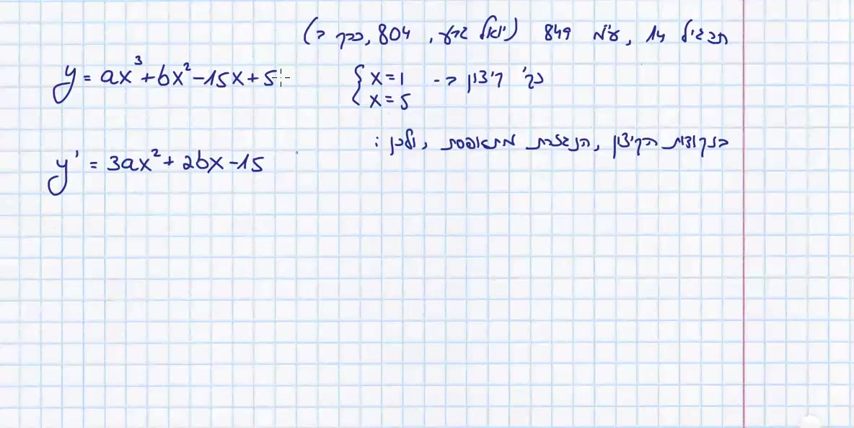 תרגיל 14, עמ' 849 (יואל גבע, 804, כרך ב)
y = ax³ + bx² - 15x + 5
{ x = 1
x = 5 -> נק' קיצון ב-
y' = 3ax² + 2bx - 15
בנקודות הקיצון, הנגזרת מתאפסת, ולכן: